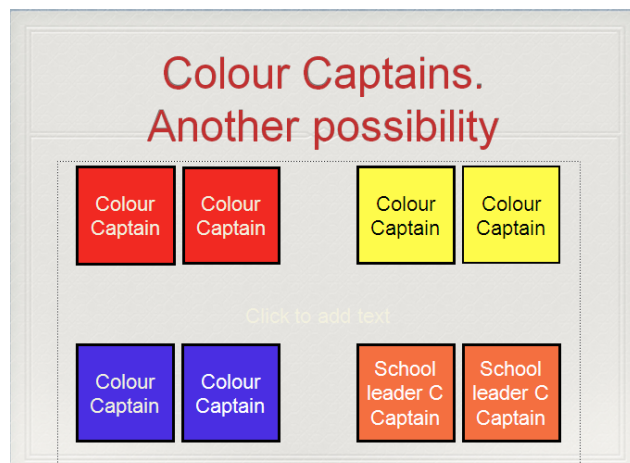 Colour Captains.
Another possibility
Colour
Captain
Colour
Captain
Colour
Captain
Colour
Captain
Click to add text
Colour
Captain
Colour
Captain
School
leader C
Captain
School
leader C
Captain